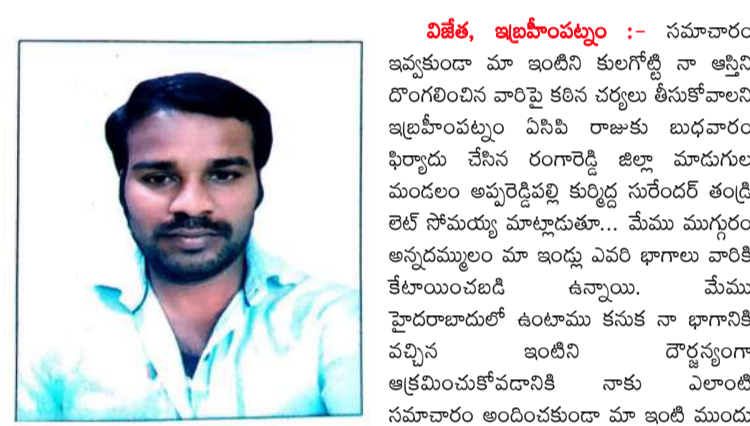 విజేత, ఇబ్రహీంపట్నం :- సమాచారం
ఇవ్వకుండా మా ఇంటిని కులగోట్టి నా ఆస్తిని
దొంగలించిన వారిపై కఠిన చర్యలు తీసుకోవాలని
ఇబ్రహీంపట్నం ఏసిపి రాజుకు బుధవారం
ఫిర్యాదు చేసిన రంగారెడ్డి జిల్లా మాడుగుల
మండలం అప్పరెడ్డిపల్లి కుర్మిద్ద సురేందర్ తండ్రి
లెట్ సోమయ్య మాట్లాడుతూ... మేము ముగ్గురం
అన్నదమ్ములం మా ఇండ్లు ఎవరి భాగాలు వారికి
కేటాయించబడి ఉన్నాయి. మేము
హైదరాబాదులో ఉంటాము కనుక నా భాగానికి
వచ్చిన ఇంటిని దౌర్జన్యంగా
ఆక్రమించుకోవడానికి నాకు ఎలాంటి
సమాచారం అందించకుండా మా ఇంటి ముందు